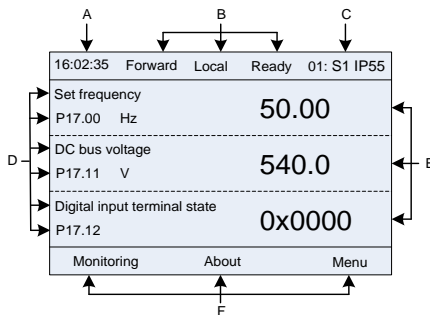 A B C
16:02:35 Forward Local Ready 01: S1 IP55
Set frequency
P17.00 Hz 50.00
DC bus voltage
D P17.11 V 540.0 E
Digital input terminal state
P17.12 0x0000
Monitoring About Menu
F